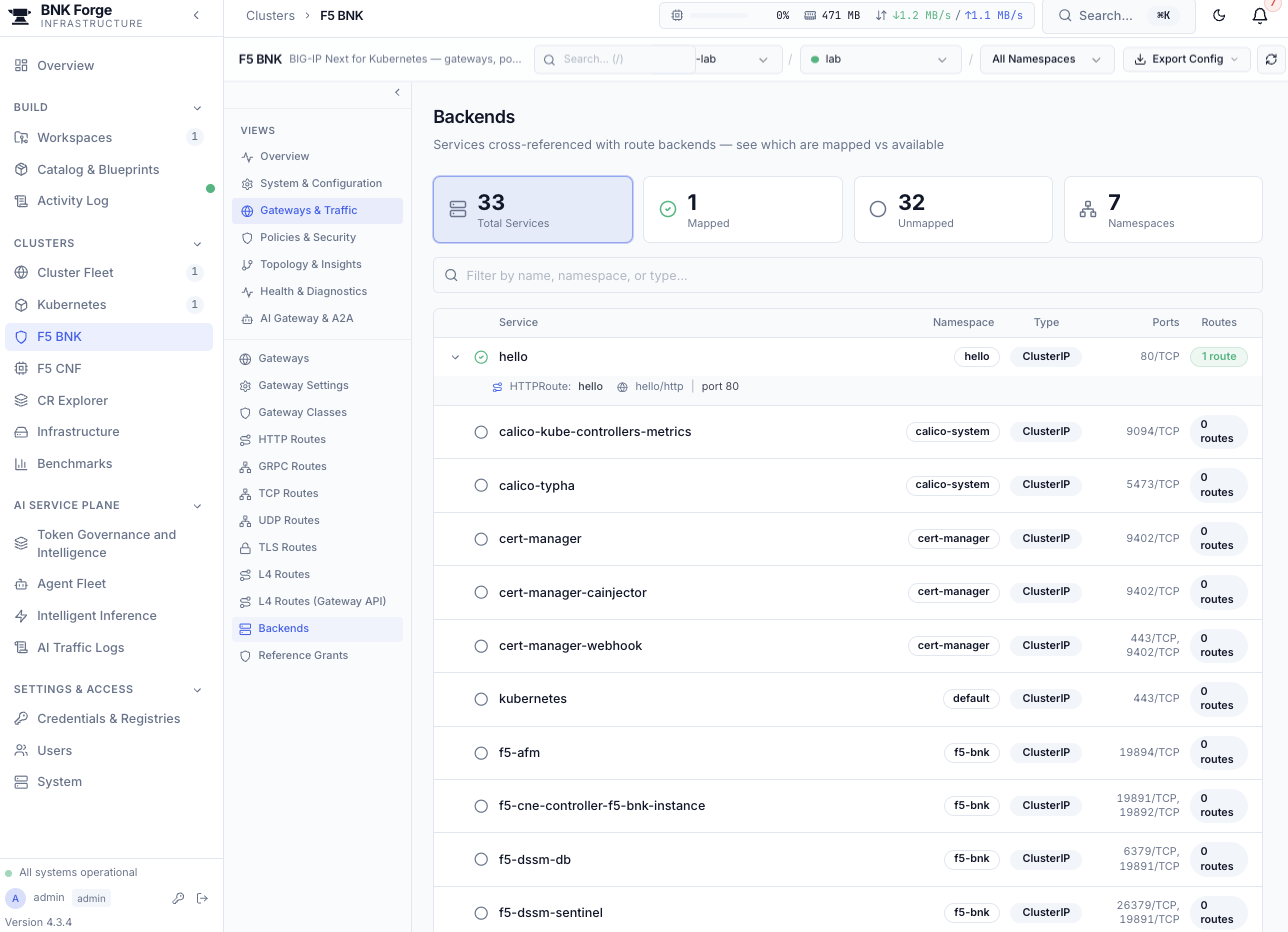 BNK Forge
INFRASTRUCTURE
Clusters > F5 BNK
0% 471 MB ↓1.2 MB/s / ↑1.1 MB/s
Search... ⌘K
7
F5 BNK BIG-IP Next for Kubernetes — gateways, po...
Search... (/)
-lab / lab / All Namespaces
Export Config
Overview
BUILD
Workspaces 1
Catalog & Blueprints
Activity Log
CLUSTERS
Cluster Fleet 1
Kubernetes 1
F5 BNK
F5 CNF
CR Explorer
Infrastructure
Benchmarks
AI SERVICE PLANE
Token Governance and
Intelligence
Agent Fleet
Intelligent Inference
AI Traffic Logs
SETTINGS & ACCESS
Credentials & Registries
Users
System
All systems operational
A admin admin
Version 4.3.4
VIEWS
Overview
System & Configuration
Gateways & Traffic
Policies & Security
Topology & Insights
Health & Diagnostics
AI Gateway & A2A
Gateways
Gateway Settings
Gateway Classes
HTTP Routes
GRPC Routes
TCP Routes
UDP Routes
TLS Routes
L4 Routes
L4 Routes (Gateway API)
Backends
Reference Grants
Backends
Services cross-referenced with route backends — see which are mapped vs available
33
Total Services
1
Mapped
32
Unmapped
7
Namespaces
Filter by name, namespace, or type...
Service Namespace Type Ports Routes
hello hello ClusterIP 80/TCP 1 route
HTTPRoute: hello hello/http | port 80
calico-kube-controllers-metrics calico-system ClusterIP 9094/TCP 0 routes
calico-typha calico-system ClusterIP 5473/TCP 0 routes
cert-manager cert-manager ClusterIP 9402/TCP 0 routes
cert-manager-cainjector cert-manager ClusterIP 9402/TCP 0 routes
cert-manager-webhook cert-manager ClusterIP 443/TCP, 9402/TCP 0 routes
kubernetes default ClusterIP 443/TCP 0 routes
f5-afm f5-bnk ClusterIP 19894/TCP 0 routes
f5-cne-controller-f5-bnk-instance f5-bnk ClusterIP 19891/TCP, 19892/TCP 0 routes
f5-dssm-db f5-bnk ClusterIP 6379/TCP, 19891/TCP 0 routes
f5-dssm-sentinel f5-bnk ClusterIP 26379/TCP, 19891/TCP 0 routes